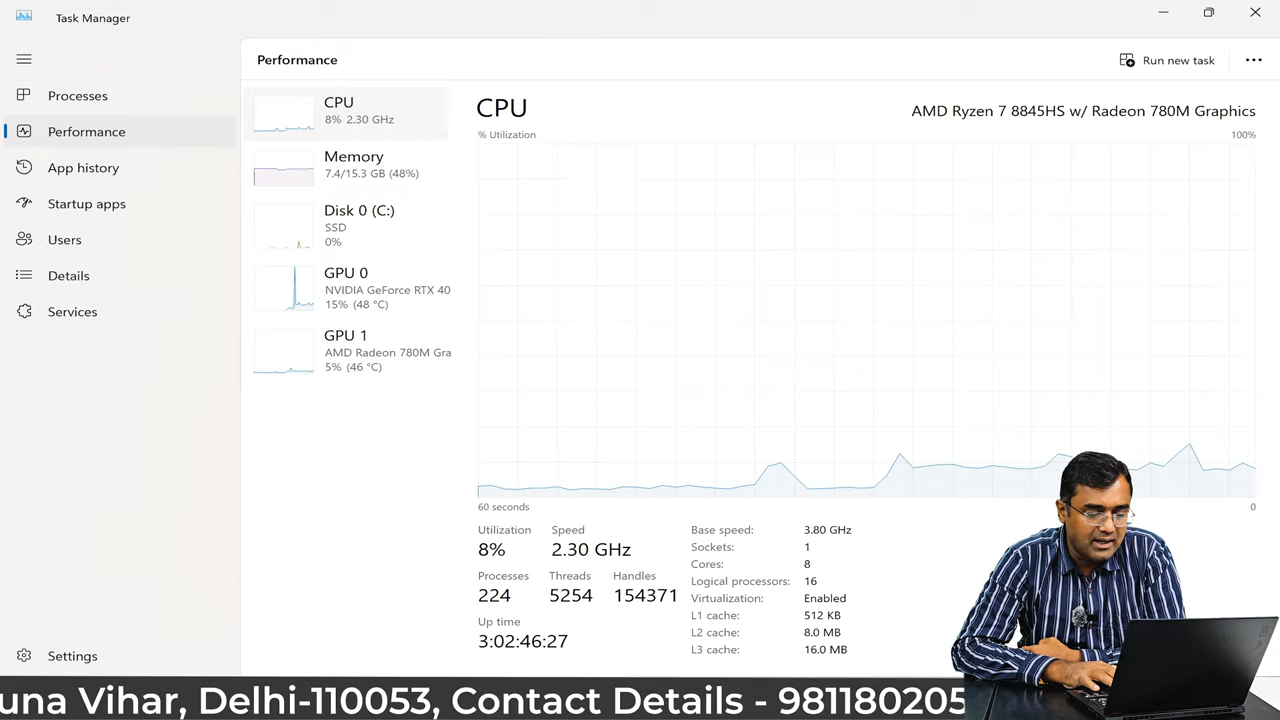 Task Manager
Processes
Performance
App history
Startup apps
Users
Details
Services
Settings
Performance
Run new task
CPU
8% 2.30 GHz
Memory
7.4/15.3 GB (48%)
Disk 0 (C:)
SSD
0%
GPU 0
NVIDIA GeForce RTX 40
15% (48 °C)
GPU 1
AMD Radeon 780M Gra
5% (46 °C)
CPU
AMD Ryzen 7 8845HS w/ Radeon 780M Graphics
% Utilization
100%
60 seconds
0
Utilization
8%
Speed
2.30 GHz
Processes
224
Threads
5254
Handles
154371
Up time
3:02:46:27
Base speed: 3.80 GHz
Sockets: 1
Cores: 8
Logical processors: 16
Virtualization: Enabled
L1 cache: 512 KB
L2 cache: 8.0 MB
L3 cache: 16.0 MB
una Vihar, Delhi-110053, Contact Details - 981180205